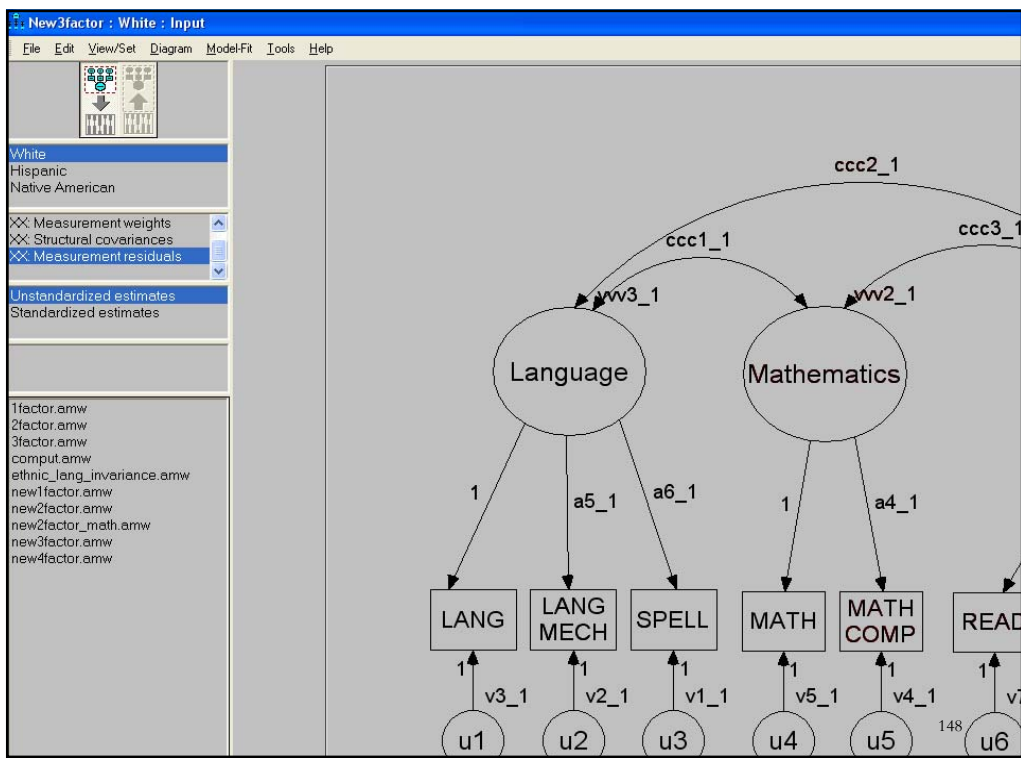 New3factor : White : Input
File Edit View/Set Diagram Model-Fit Tools Help
White
Hispanic
Native American
XX: Measurement weights
XX: Structural covariances
XX: Measurement residuals
Unstandardized estimates
Standardized estimates
1factor.amw
2factor.amw
3factor.amw
comput.amw
ethnic_lang_invariance.amw
new1factor.amw
new2factor.amw
new2factor_math.amw
new3factor.amw
new4factor.amw
ccc2_1
ccc3_1
ccc1_1
vvv3_1
vvv2_1
Language
Mathematics
1
a5_1
a6_1
1
a4_1
LANG
LANG
MECH
SPELL
MATH
MATH
COMP
READ
1
1
1
1
1
1
v3_1
v2_1
v1_1
v5_1
v4_1
v7
u1
u2
u3
u4
u5
u6
148